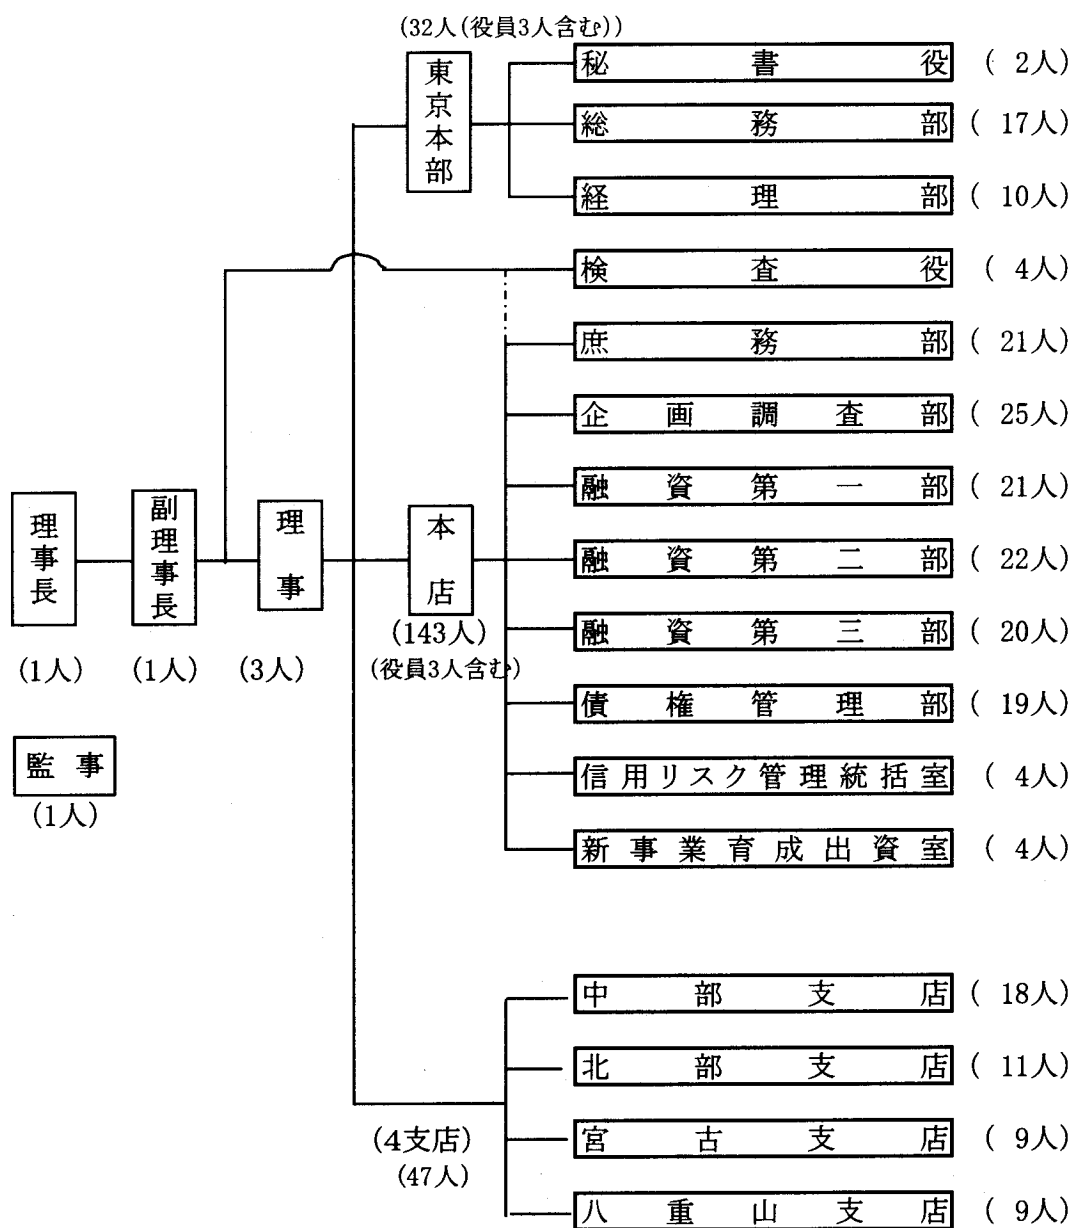 (32人(役員3人含む))
東京本部
秘書役 ( 2人)
総務部 ( 17人)
経理部 ( 10人)
検査役 ( 4人)
庶務部 ( 21人)
企画調査部 ( 25人)
融資第一部 ( 21人)
理事長
(1人)
副理事長
(1人)
理事
(3人)
本店
(143人)
(役員3人含む)
融資第二部 ( 22人)
融資第三部 ( 20人)
債権管理部 ( 19人)
監事
(1人)
信用リスク管理統括室 ( 4人)
新事業育成出資室 ( 4人)
中部支店 ( 18人)
北部支店 ( 11人)
(4支店)
(47人)
宮古支店 ( 9人)
八重山支店 ( 9人)